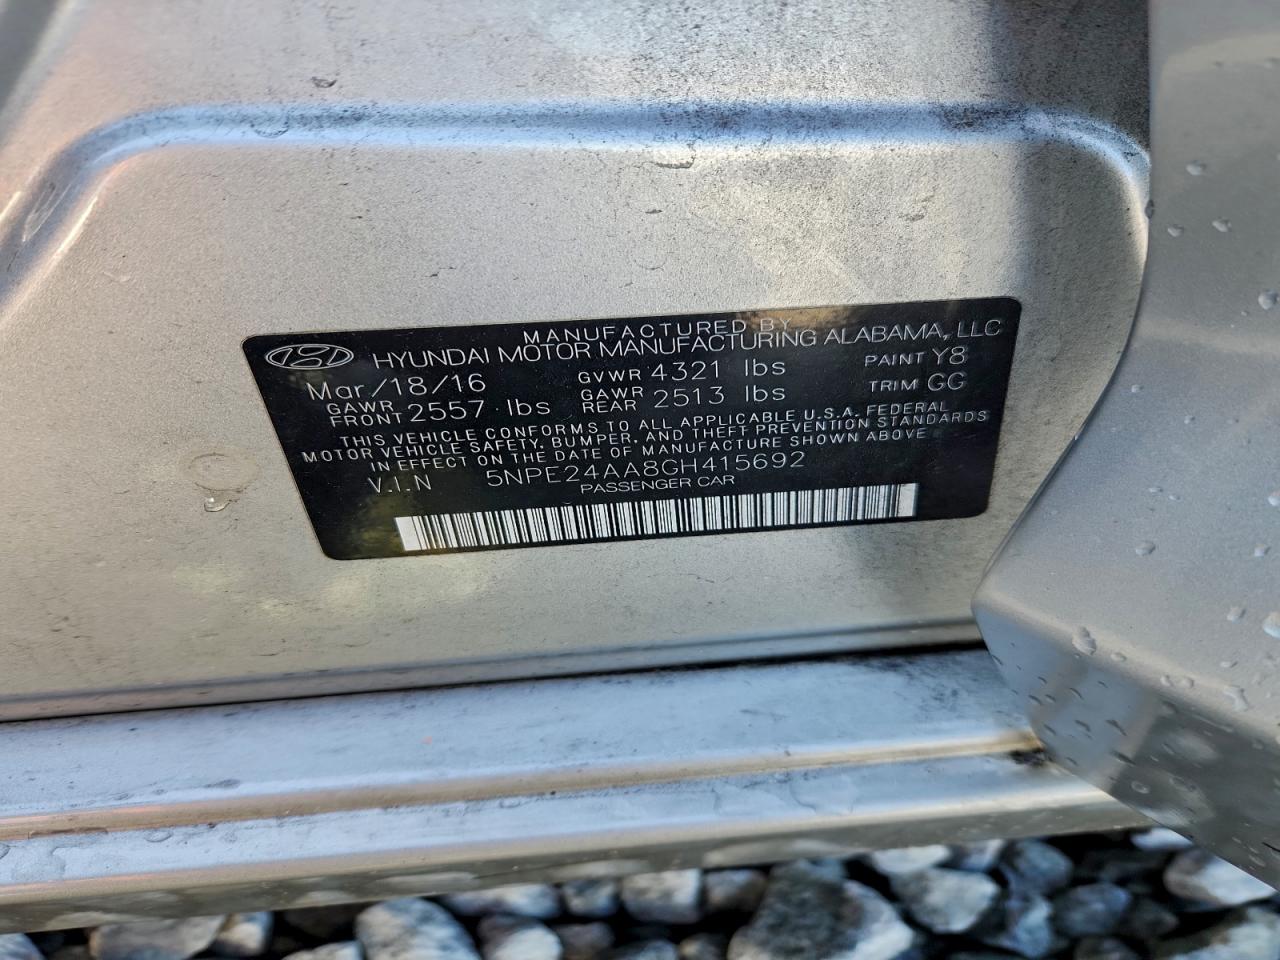 MANUFACTURED BY
HYUNDAI MOTOR MANUFACTURING ALABAMA, LLC
Mar/18/16 GVWR 4321 lbs PAINT Y8
GAWR FRONT 2557 lbs GAWR REAR 2513 lbs TRIM GG
THIS VEHICLE CONFORMS TO ALL APPLICABLE U.S.A. FEDERAL
MOTOR VEHICLE SAFETY, BUMPER, AND THEFT PREVENTION STANDARDS
IN EFFECT ON THE DATE OF MANUFACTURE SHOWN ABOVE
V.I.N 5NPE24AA8GH415692
PASSENGER CAR